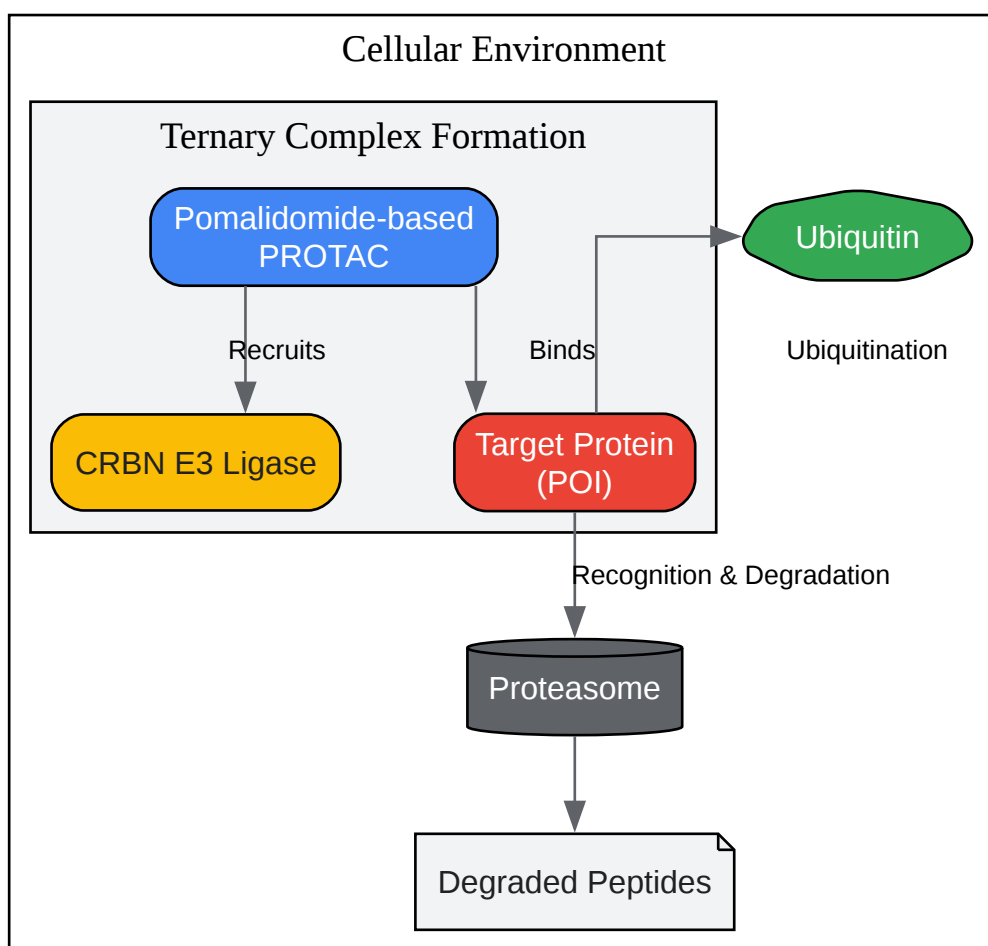 Cellular Environment
Ternary Complex Formation
Pomalidomide-based
PROTAC
Ubiquitin
Recruits
Binds
Ubiquitination
CRBN E3 Ligase
Target Protein
(POI)
Recognition & Degradation
Proteasome
Degraded Peptides